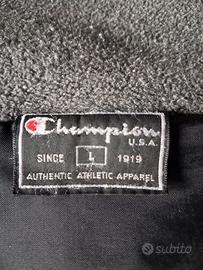 Champion
U.S.A.
SINCE L 1919
AUTHENTIC ATHLETIC APPAREL
subito